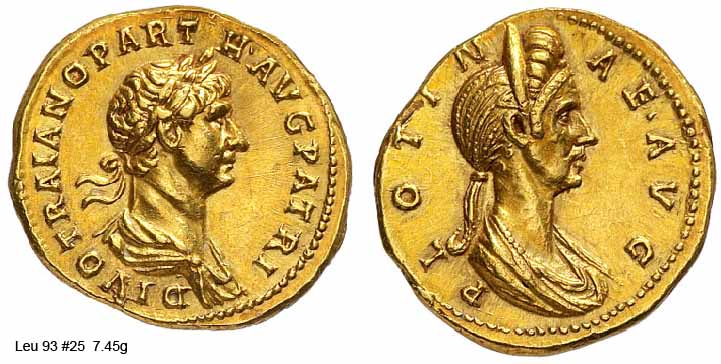 DIVO TRAIANO PARTH·AVG PATRI
PLOTINAE·AVG
Leu 93 #25 7.45g